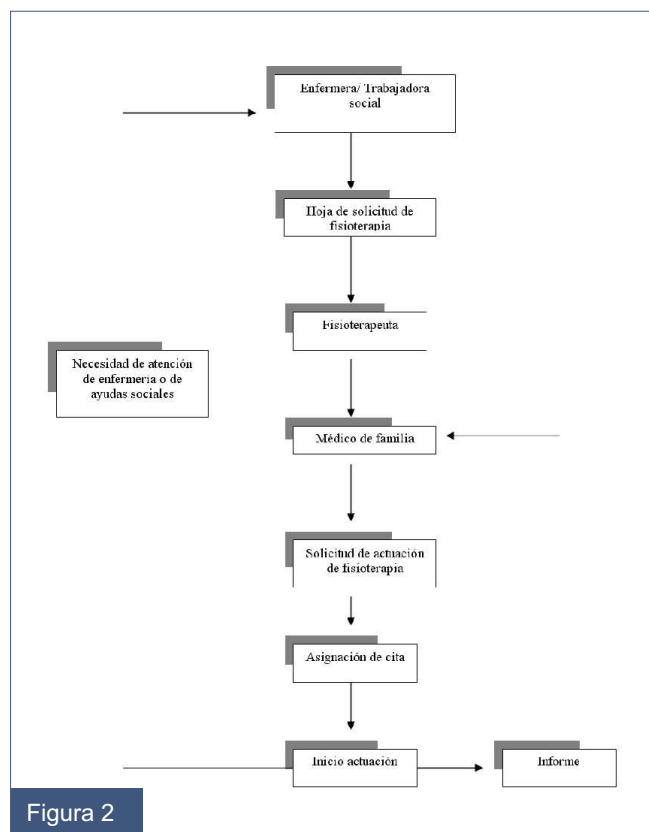 Enfermera/ Trabajadora
social
Hoja de solicitud de
fisioterapia
Fisioterapeuta
Necesidad de atención
de enfermería o de
ayudas sociales
Médico de familia
Solicitud de actuación
de fisioterapia
Asignación de cita
Inicio actuación
Informe
Figura 2